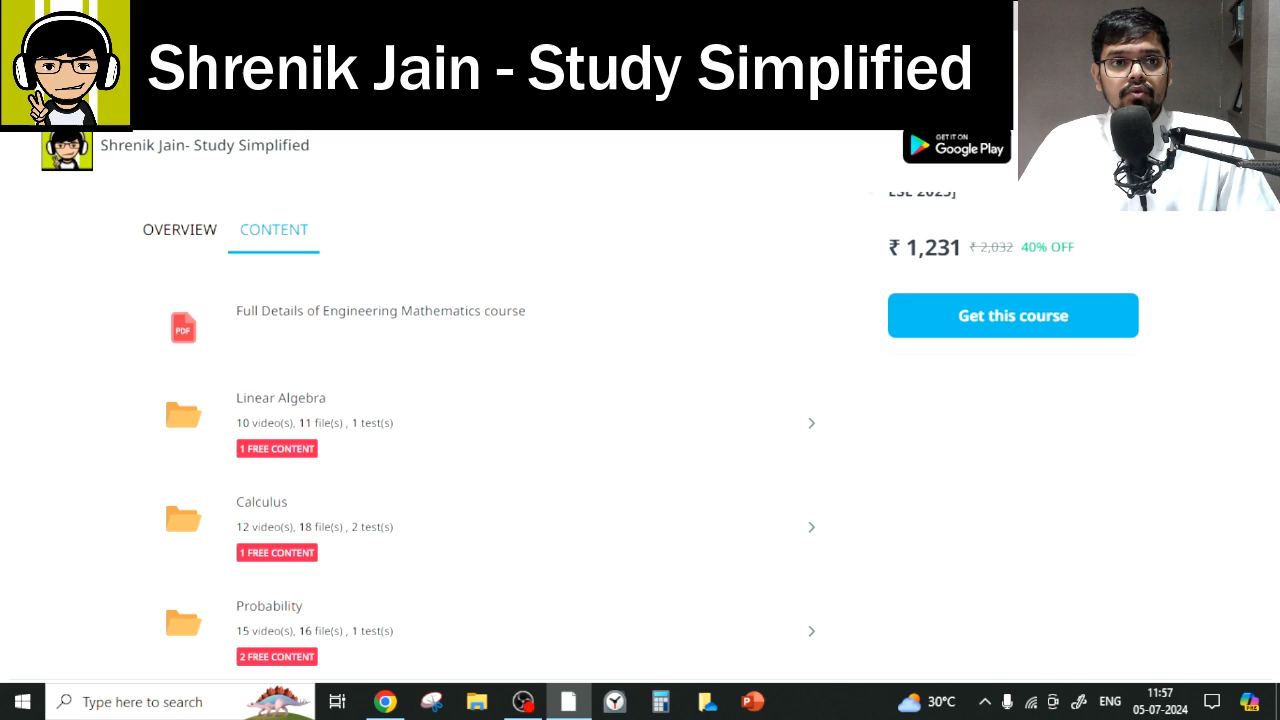 Shrenik Jain - Study Simplified
Shrenik Jain- Study Simplified
GET IT ON
Google Play
ESE 2025]
OVERVIEW
CONTENT
₹ 1,231 ₹ 2,032 40% OFF
Get this course
PDF
Full Details of Engineering Mathematics course
Linear Algebra
10 video(s), 11 file(s) , 1 test(s)
1 FREE CONTENT
Calculus
12 video(s), 18 file(s) , 2 test(s)
1 FREE CONTENT
Probability
15 video(s), 16 file(s) , 1 test(s)
2 FREE CONTENT
Type here to search
30°C
ENG
11:57
05-07-2024